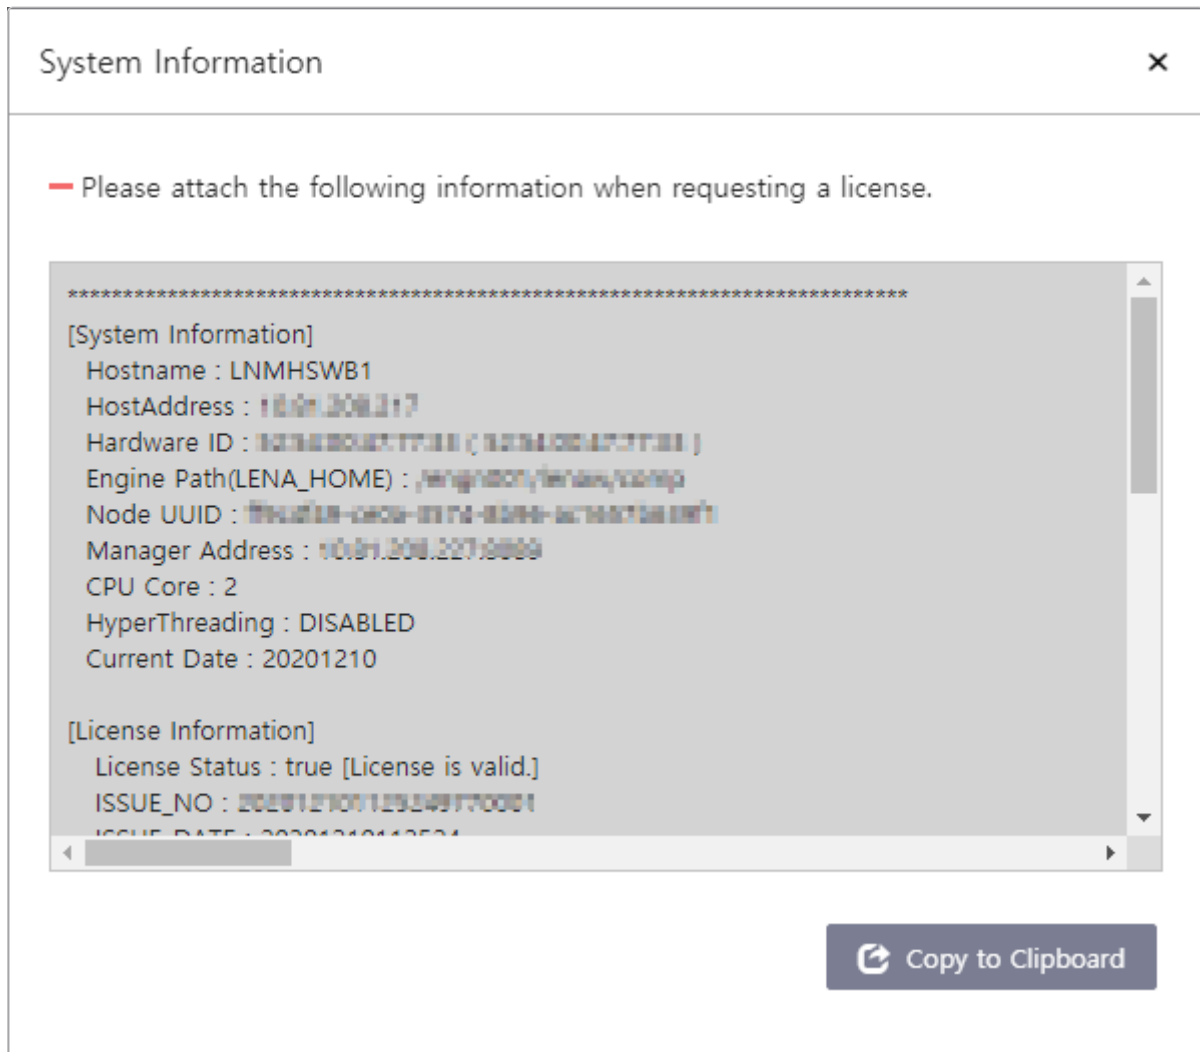 System Information
Please attach the following information when requesting a license.
******************************************************************************
[System Information]
Hostname : LNMHSWB1
HostAddress :
Hardware ID :
Engine Path(LENA_HOME) :
Node UUID :
Manager Address :
CPU Core : 2
HyperThreading : DISABLED
Current Date : 20201210
[License Information]
License Status : true [License is valid.]
ISSUE_NO :
Copy to Clipboard